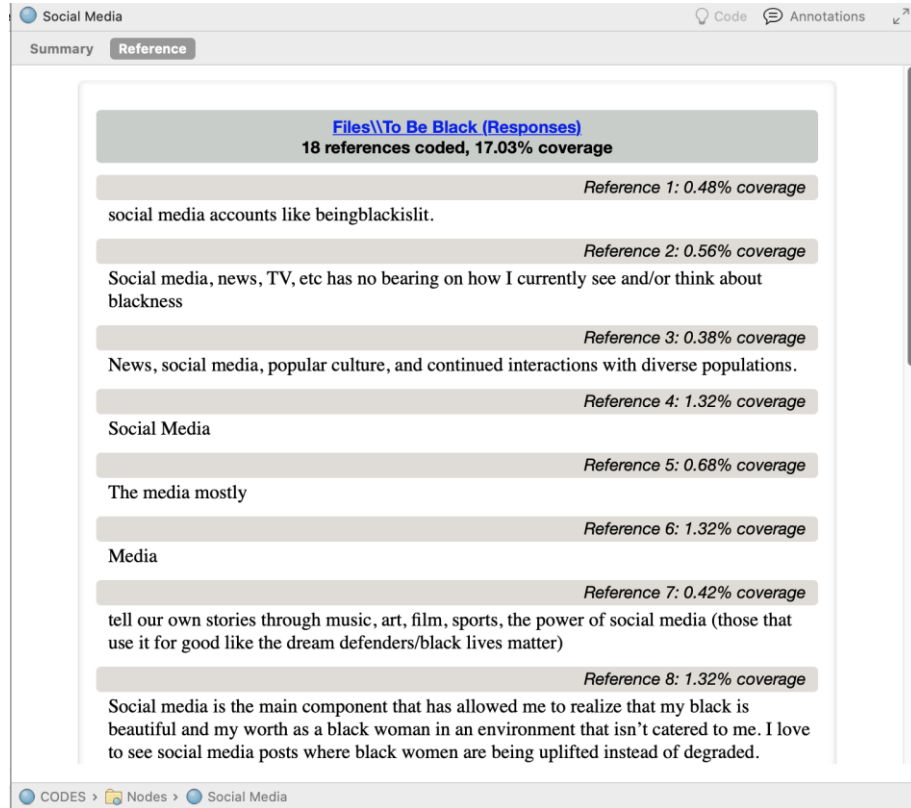 Social Media
Code
Annotations
Summary
Reference
Files\\To Be Black (Responses)
18 references coded, 17.03% coverage
Reference 1: 0.48% coverage
social media accounts like beingblackislit.
Reference 2: 0.56% coverage
Social media, news, TV, etc has no bearing on how I currently see and/or think about
blackness
Reference 3: 0.38% coverage
News, social media, popular culture, and continued interactions with diverse populations.
Reference 4: 1.32% coverage
Social Media
Reference 5: 0.68% coverage
The media mostly
Reference 6: 1.32% coverage
Media
Reference 7: 0.42% coverage
tell our own stories through music, art, film, sports, the power of social media (those that
use it for good like the dream defenders/black lives matter)
Reference 8: 1.32% coverage
Social media is the main component that has allowed me to realize that my black is
beautiful and my worth as a black woman in an environment that isn’t catered to me. I love
to see social media posts where black women are being uplifted instead of degraded.
CODES › Nodes › Social Media